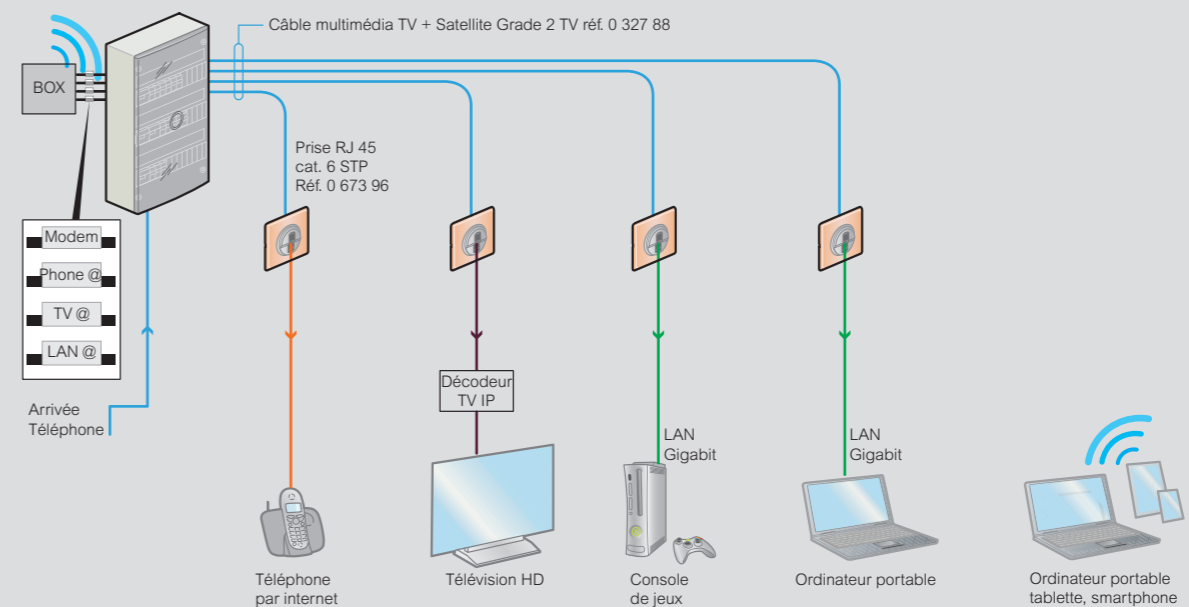 Câble multimédia TV + Satellite Grade 2 TV réf. 0 327 88
BOX
Prise RJ 45
cat. 6 STP
Réf. 0 673 96
Modem
Phone @
TV @
LAN @
Arrivée
Téléphone
Décodeur
TV IP
LAN
Gigabit
LAN
Gigabit
Téléphone
par internet
Télévision HD
Console
de jeux
Ordinateur portable
Ordinateur portable
tablette, smartphone